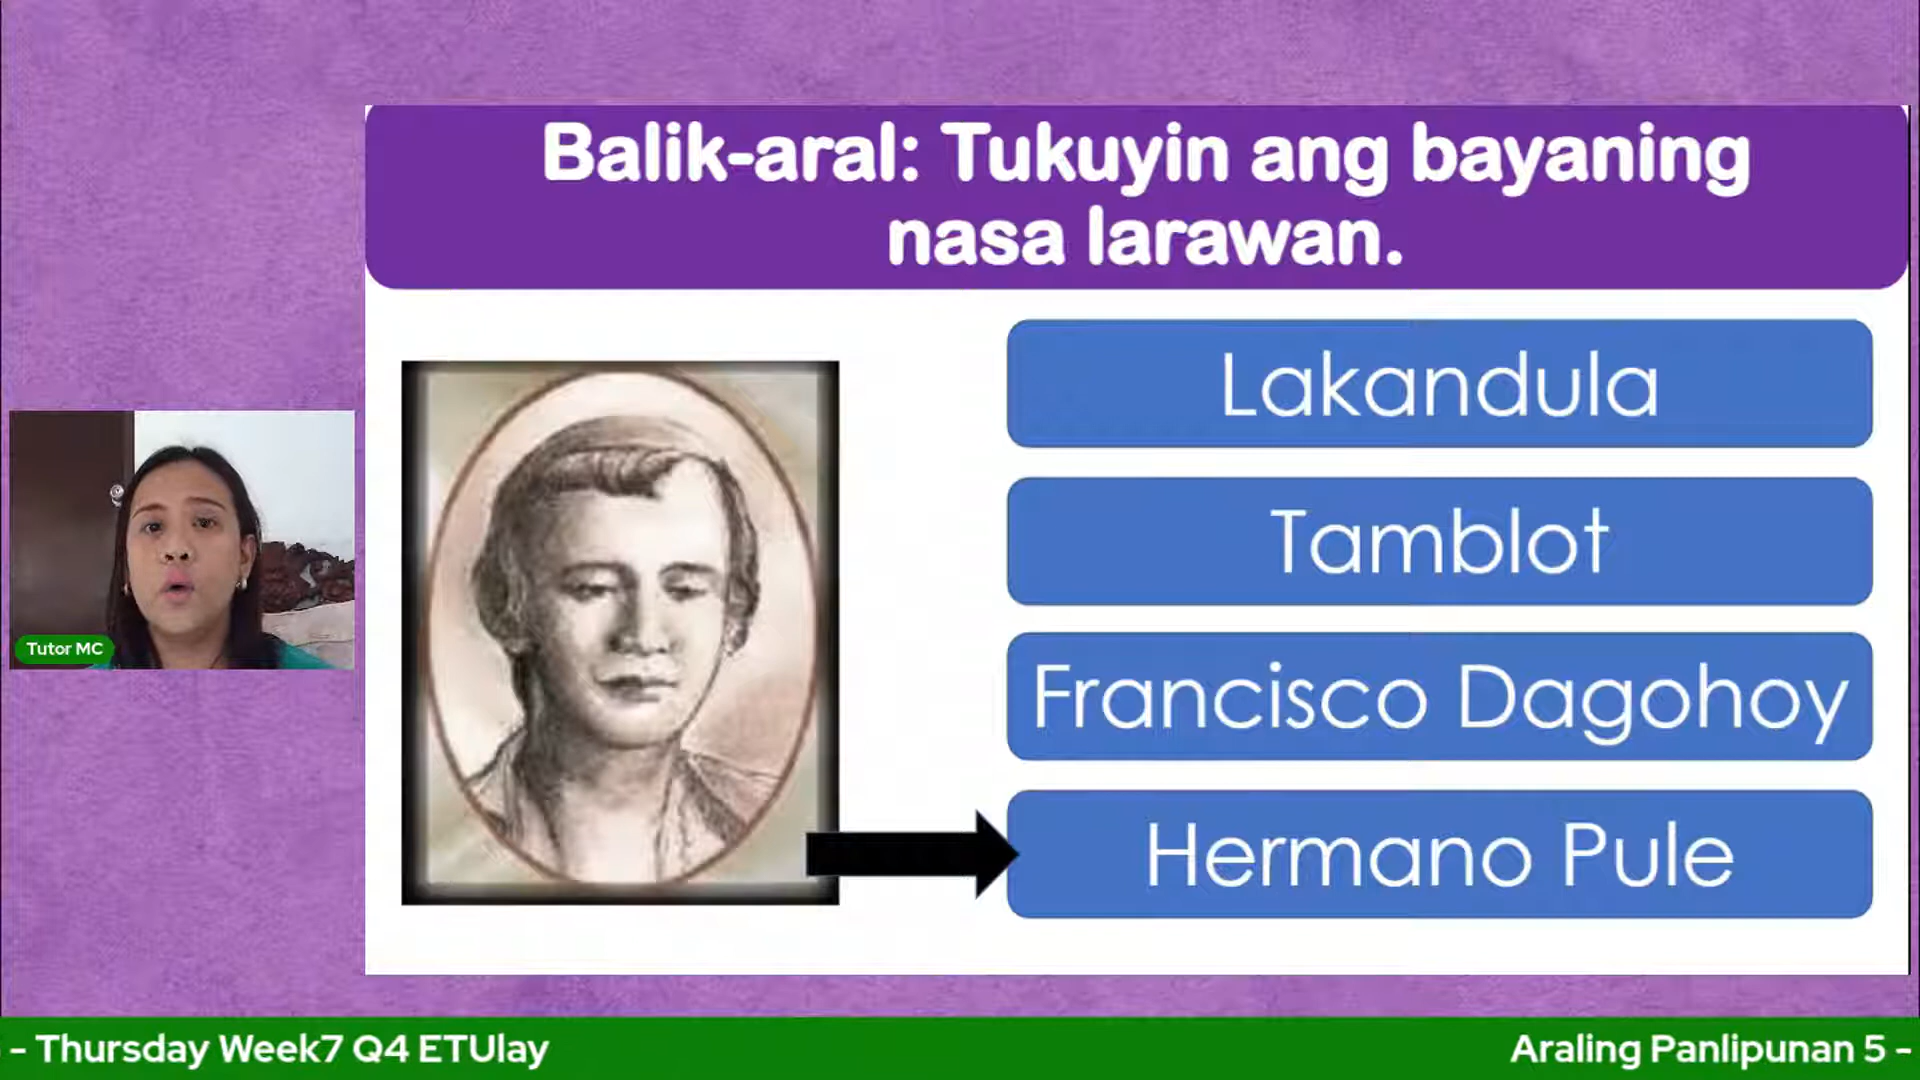 Balik-aral: Tukuyin ang bayaning
nasa larawan.
Lakandula
Tamblot
Francisco Dagohoy
Hermano Pule
Tutor MC
- Thursday Week7 Q4 ETUlay
Araling Panlipunan 5 -